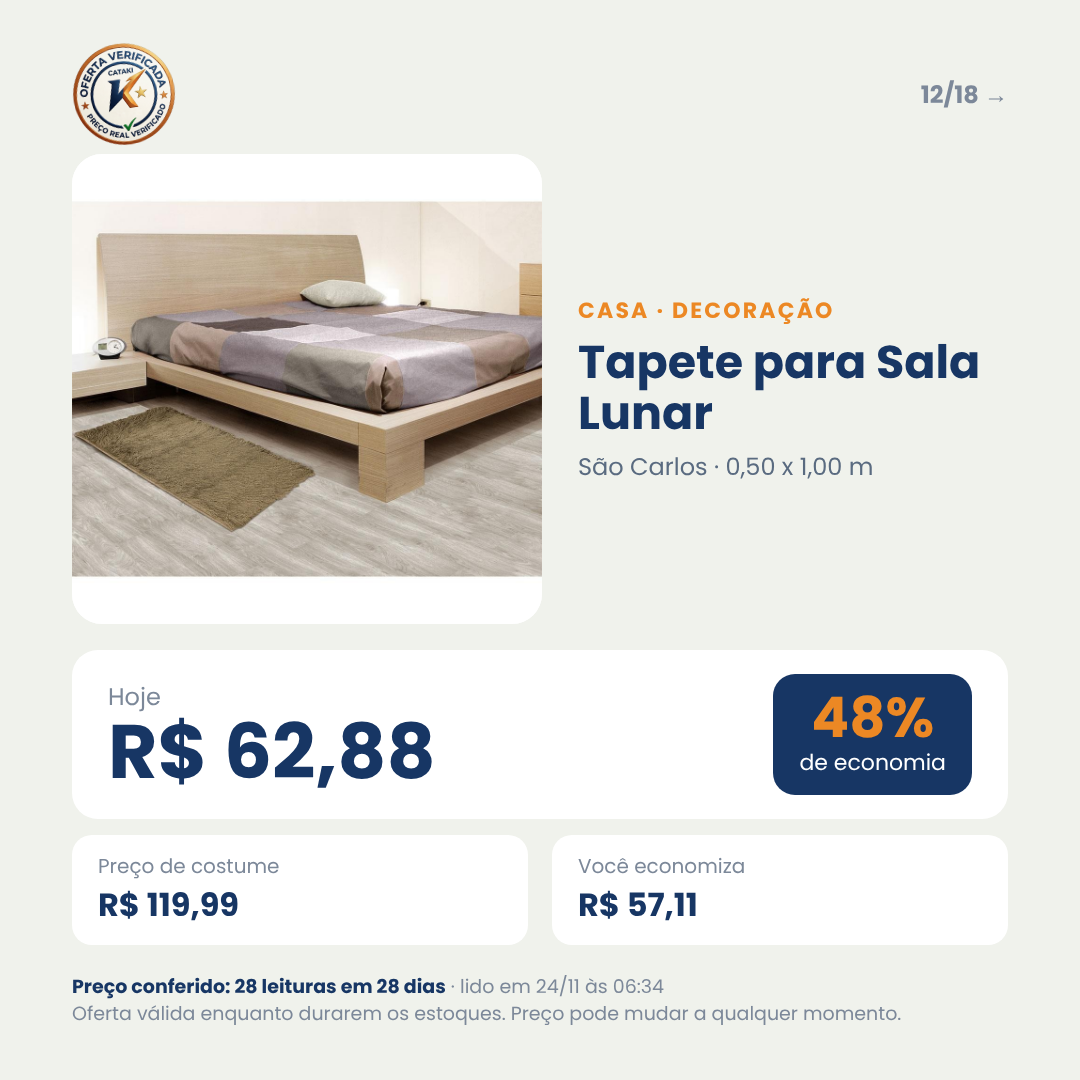 OFERTA VERIFICADA
CATAKI
K
PREÇO REAL VERIFICADO
12/18 →
CASA · DECORAÇÃO
Tapete para Sala
Lunar
São Carlos · 0,50 x 1,00 m
Hoje
R$ 62,88
48%
de economia
Preço de costume
R$ 119,99
Você economiza
R$ 57,11
Preço conferido: 28 leituras em 28 dias · lido em 24/11 às 06:34
Oferta válida enquanto durarem os estoques. Preço pode mudar a qualquer momento.